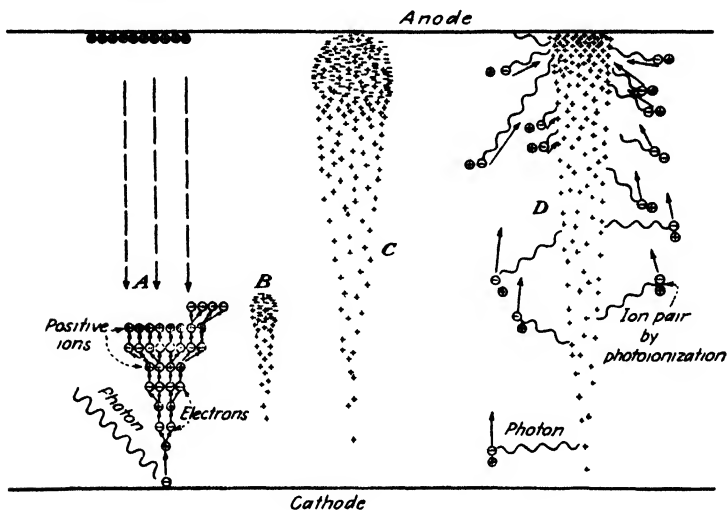 Anode
A
B
C
D
Positive
ions
Photon
Electrons
Ion pair
by
photoionization
Photon
Cathode